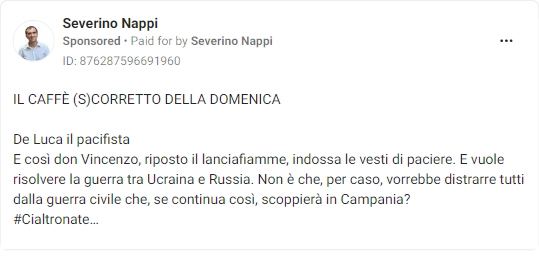 Severino Nappi
Sponsored • Paid for by Severino Nappi
ID: 876287596691960
IL CAFFÈ (S)CORRETTO DELLA DOMENICA
De Luca il pacifista
E così don Vincenzo, riposto il lanciafiamme, indossa le vesti di paciere. E vuole
risolvere la guerra tra Ucraina e Russia. Non è che, per caso, vorrebbe distrarre tutti
dalla guerra civile che, se continua così, scoppierà in Campania?
#Cialtronate...